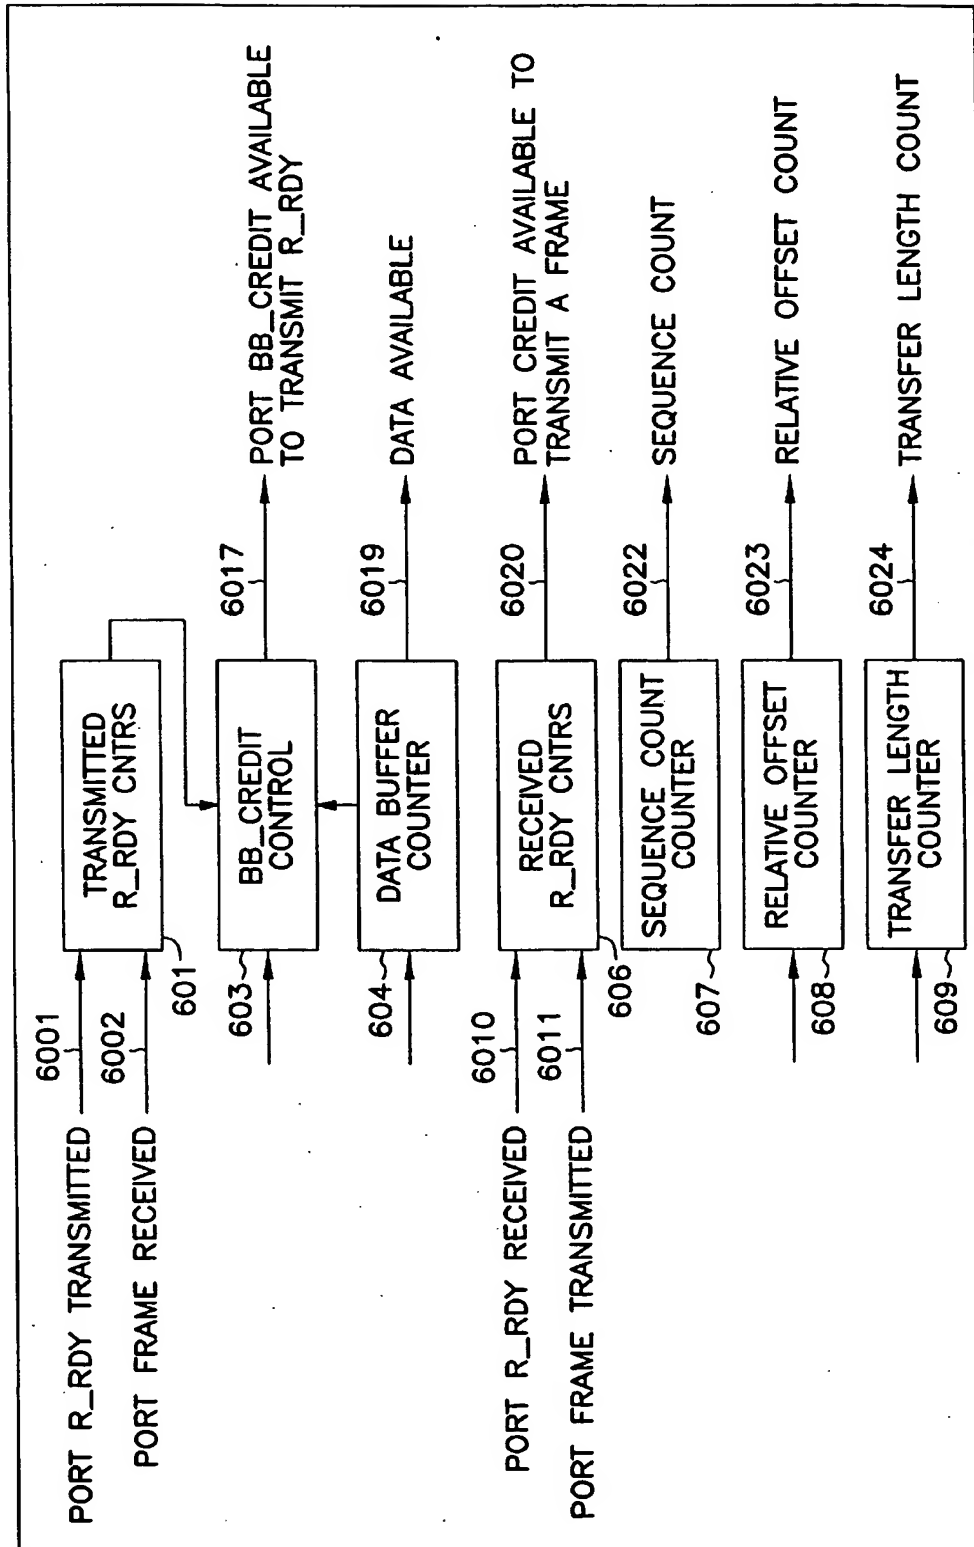 PORT R_RDY TRANSMITTED
6001
PORT FRAME RECEIVED
6002
601
TRANSMITTED
R_RDY CNTRS
603
BB_CREDIT
CONTROL
6017
PORT BB_CREDIT AVAILABLE
TO TRANSMIT R_RDY
604
DATA BUFFER
COUNTER
6019
DATA AVAILABLE
PORT R_RDY RECEIVED
6010
PORT FRAME TRANSMITTED
6011
606
RECEIVED
R_RDY CNTRS
6020
PORT CREDIT AVAILABLE TO
TRANSMIT A FRAME
607
SEQUENCE COUNT
COUNTER
6022
SEQUENCE COUNT
608
RELATIVE OFFSET
COUNTER
6023
RELATIVE OFFSET COUNT
609
TRANSFER LENGTH
COUNTER
6024
TRANSFER LENGTH COUNT